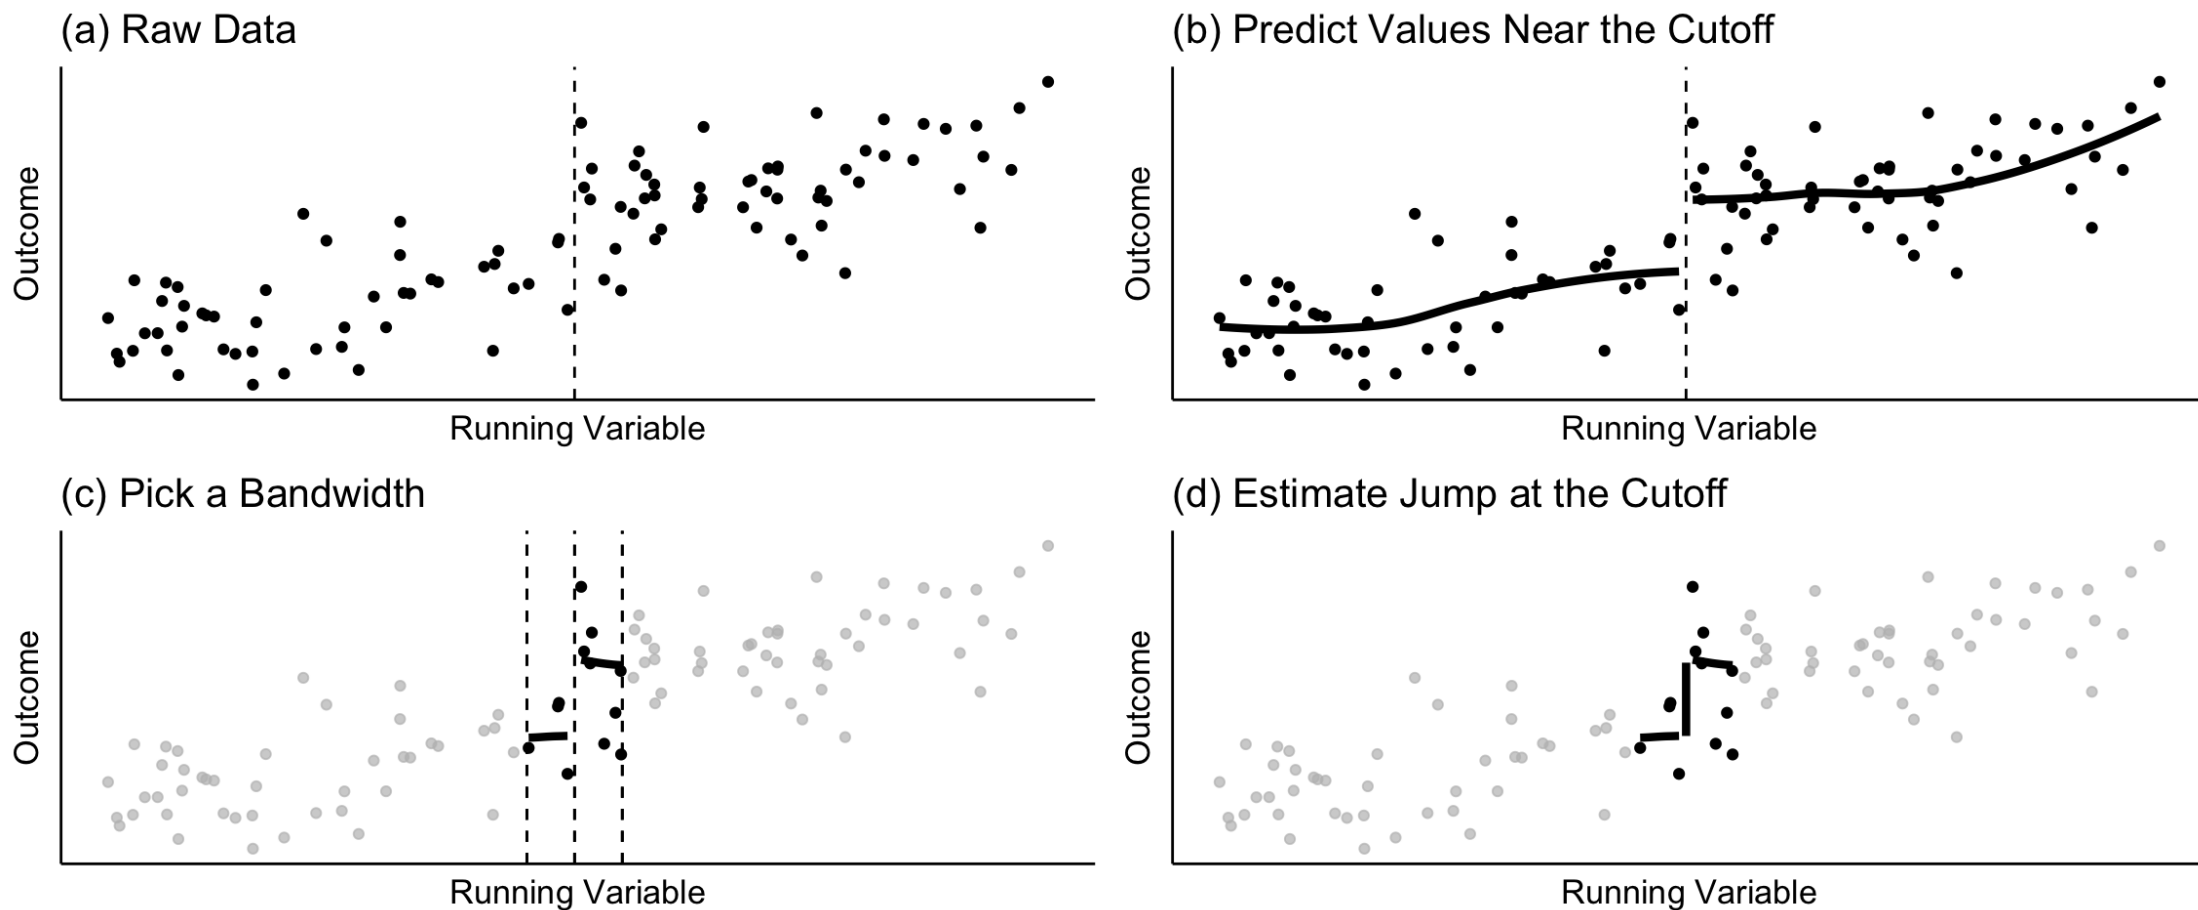 (a) Raw Data
Outcome
Running Variable
(b) Predict Values Near the Cutoff
Outcome
Running Variable
(c) Pick a Bandwidth
Outcome
Running Variable
(d) Estimate Jump at the Cutoff
Outcome
Running Variable